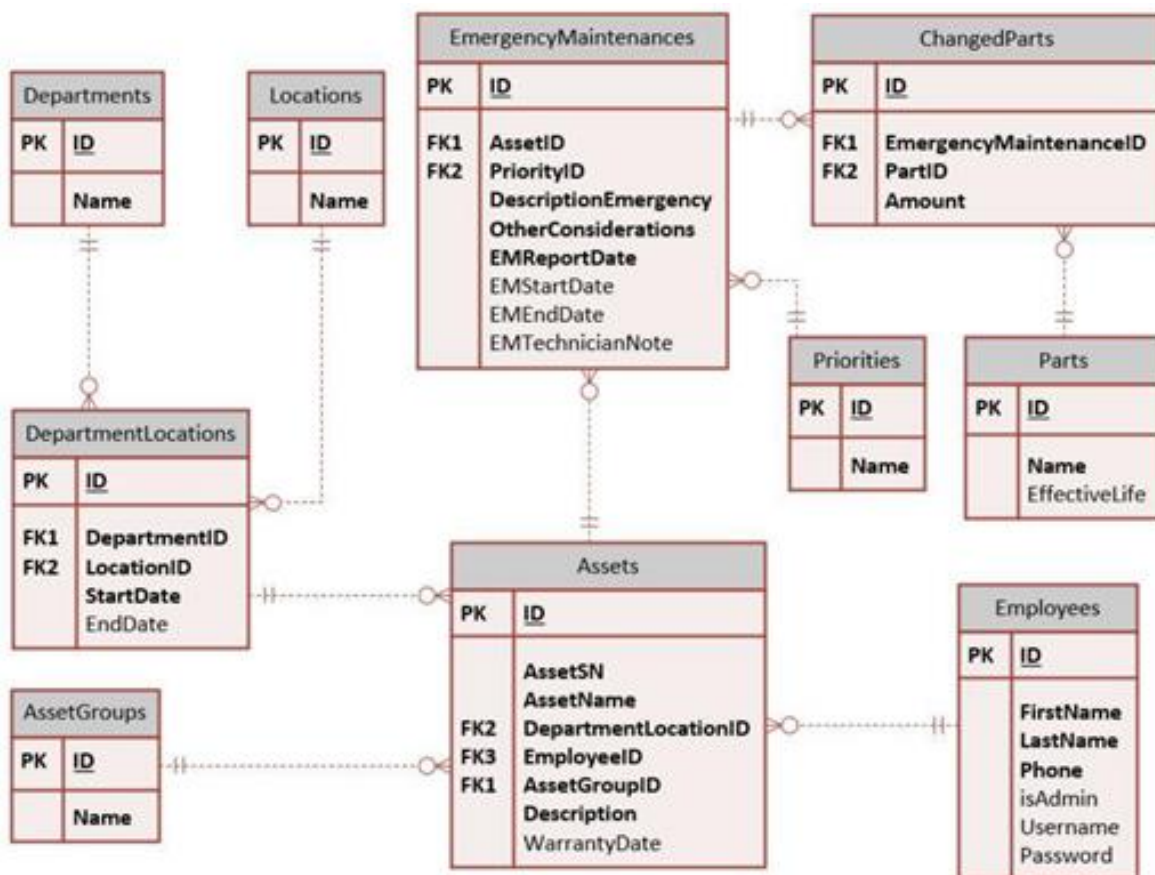 EmergencyMaintenances
PK ID
FK1 AssetID
FK2 PriorityID
DescriptionEmergency
OtherConsiderations
EMReportDate
EMStartDate
EMEndDate
EMTechnicianNote
ChangedParts
PK ID
FK1 EmergencyMaintenanceID
FK2 PartID
Amount
Departments
PK ID
Name
Locations
PK ID
Name
Priorities
PK ID
Name
Parts
PK ID
Name
EffectiveLife
DepartmentLocations
PK ID
FK1 DepartmentID
FK2 LocationID
StartDate
EndDate
Assets
PK ID
AssetSN
AssetName
FK2 DepartmentLocationID
FK3 EmployeeID
FK1 AssetGroupID
Description
WarrantyDate
Employees
PK ID
FirstName
LastName
Phone
isAdmin
Username
Password
AssetGroups
PK ID
Name